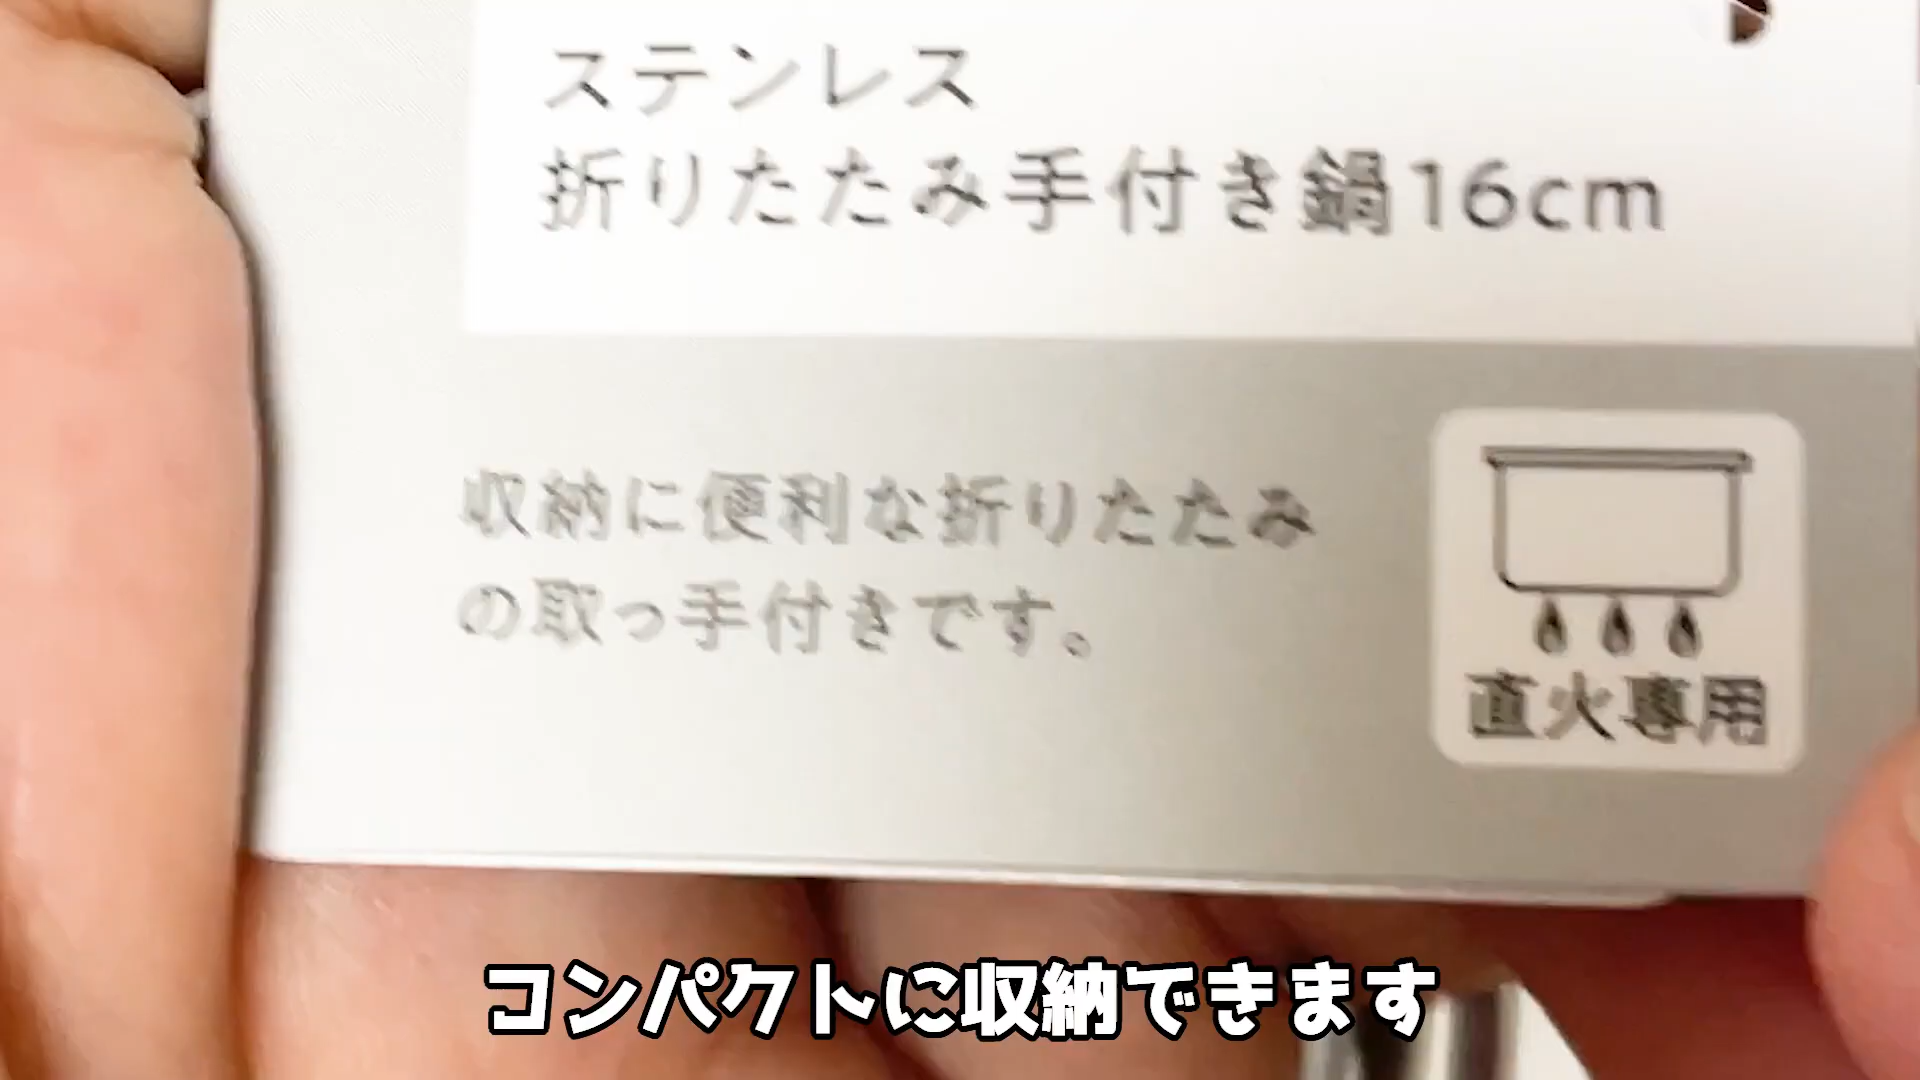 ステンレス
折りたたみ手付き鍋16cm
収納に便利な折りたたみ
の取っ手付きです。
直火専用
コンパクトに収納できます